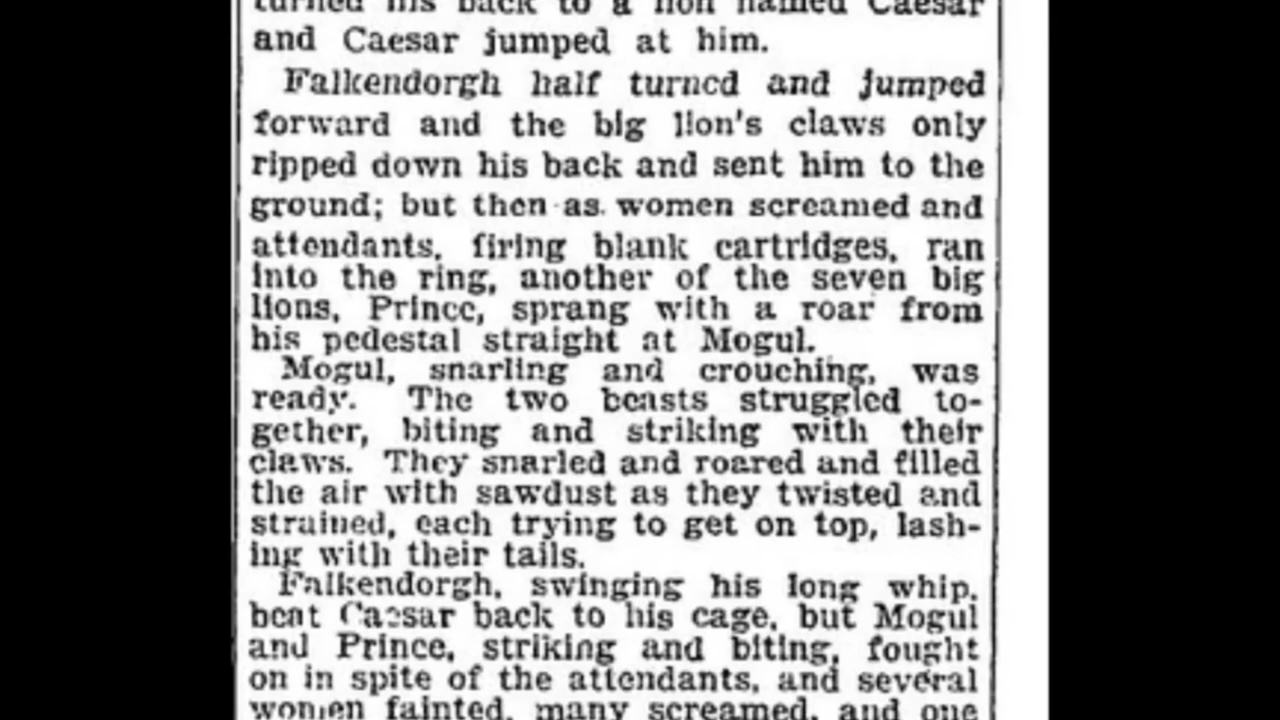 turned his back to a lion named Caesar
and Caesar jumped at him.
Falkendorgh half turned and jumped
forward and the big lion's claws only
ripped down his back and sent him to the
ground; but then as women screamed and
attendants, firing blank cartridges, ran
into the ring, another of the seven big
lions, Prince, sprang with a roar from
his pedestal straight at Mogul.
Mogul, snarling and crouching, was
ready. The two beasts struggled to-
gether, biting and striking with their
claws. They snarled and roared and filled
the air with sawdust as they twisted and
strained, each trying to get on top, lash-
ing with their tails.
Falkendorgh, swinging his long whip,
beat Caesar back to his cage, but Mogul
and Prince, striking and biting, fought
on in spite of the attendants, and several
women fainted, many screamed, and one